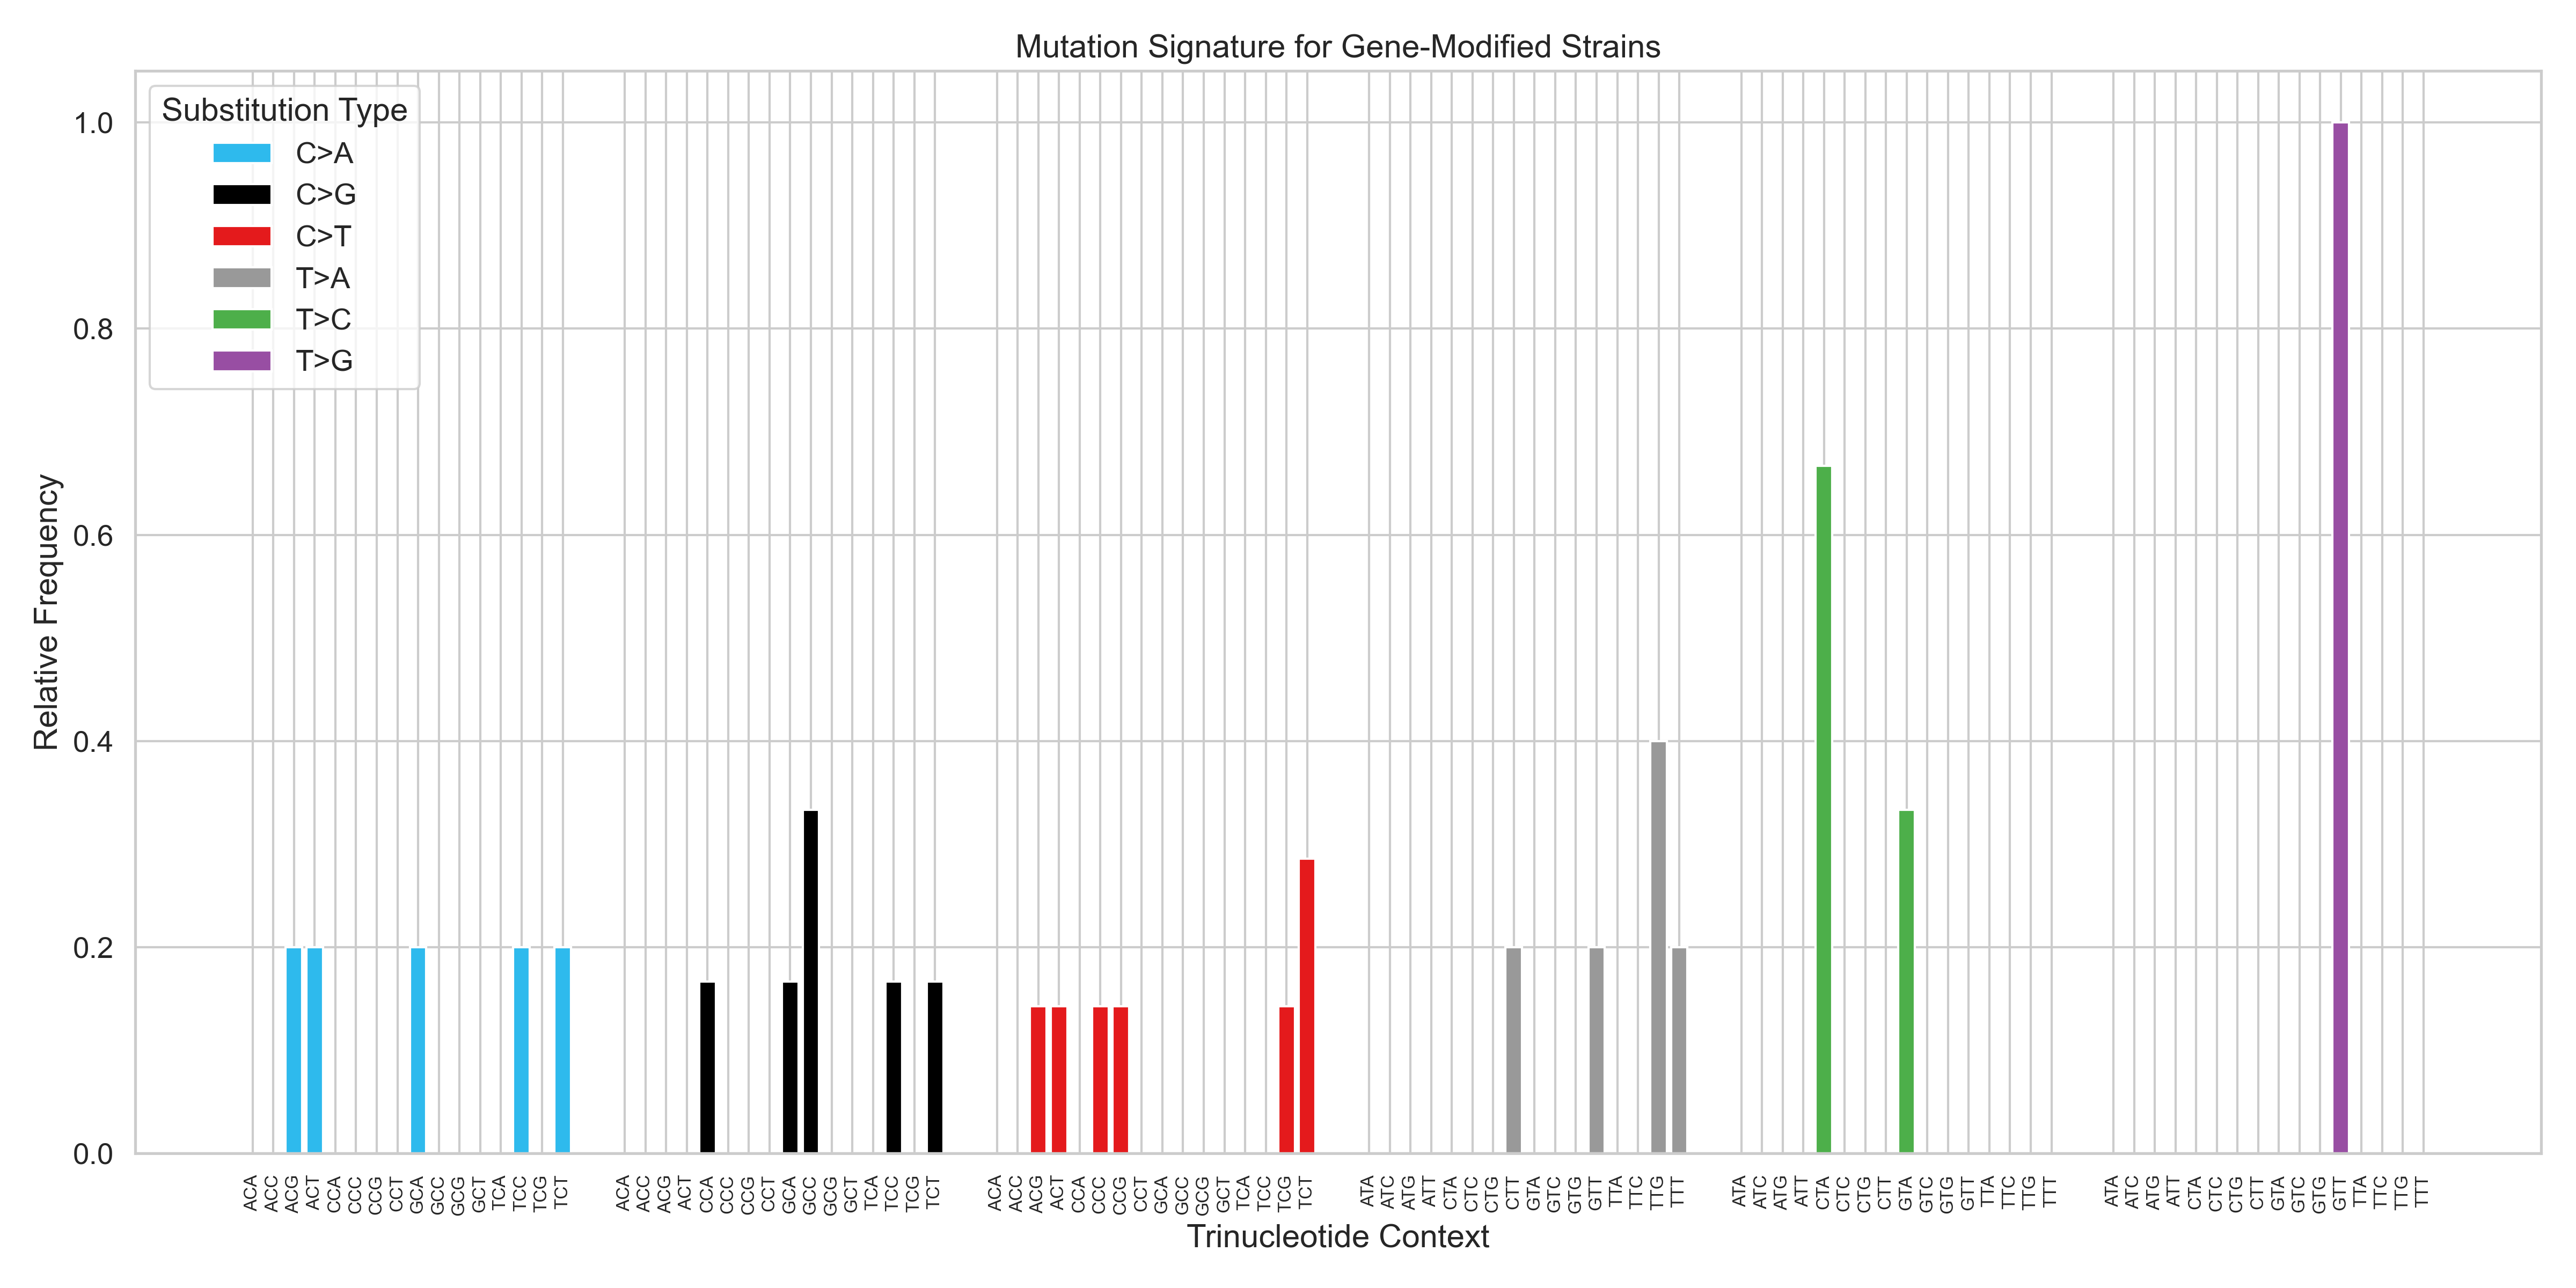 Mutation Signature for Gene-Modified Strains
Substitution Type
C>A
C>G
C>T
T>A
T>C
T>G
Relative Frequency
1.0
0.8
0.6
0.4
0.2
0.0
ACA ACC ACG ACT CCA CCC CCG CCT GCA GCC GCG GCT TCA TCC TCG TCT ACA ACC ACG ACT CCA CCC CCG CCT GCA GCC GCG GCT TCA TCC TCG TCT ACA ACC ACG ACT CCA CCC CCG CCT GCA GCC GCG GCT TCA TCC TCG TCT ATA ATC ATG ATT CTA CTC CTG CTT GTA GTC GTG GTT TTA TTC TTG TTT ATA ATC ATG ATT CTA CTC CTG CTT GTA GTC GTG GTT TTA TTC TTG TTT ATA ATC ATG ATT CTA CTC CTG CTT GTA GTC GTG GTT TTA TTC TTG TTT
Trinucleotide Context